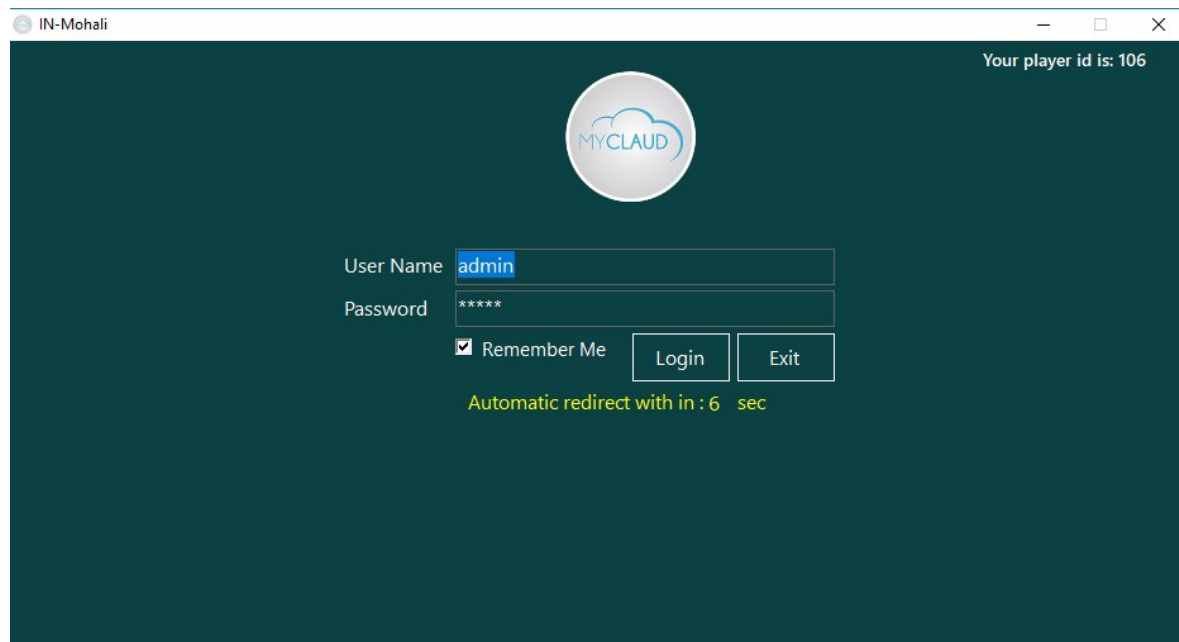 IN-Mohali
Your player id is: 106
MYCLAUD
User Name admin
Password *****
Remember Me Login Exit
Automatic redirect with in : 6 sec